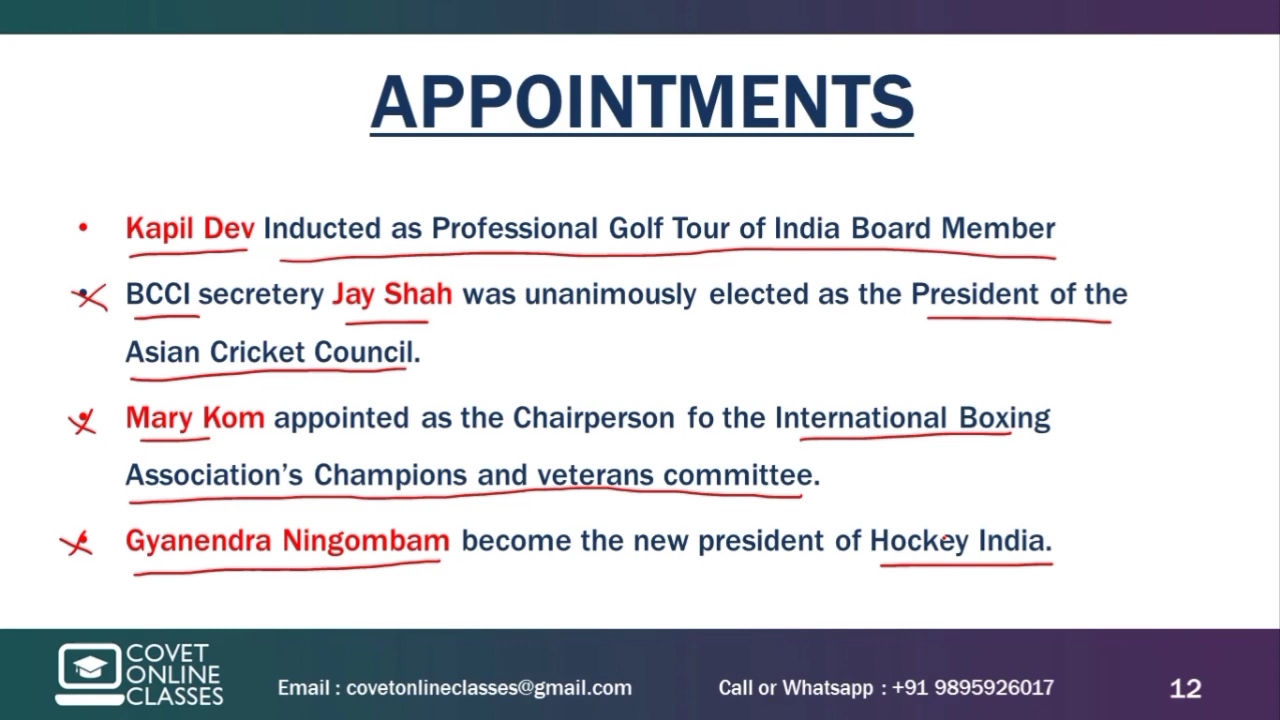 APPOINTMENTS
• Kapil Dev Inducted as Professional Golf Tour of India Board Member
• BCCI secretery Jay Shah was unanimously elected as the President of the
Asian Cricket Council.
• Mary Kom appointed as the Chairperson fo the International Boxing
Association’s Champions and veterans committee.
• Gyanendra Ningombam become the new president of Hockey India.
COVET
ONLINE
CLASSES
Email : covetonlineclasses@gmail.com
Call or Whatsapp : +91 9895926017
12